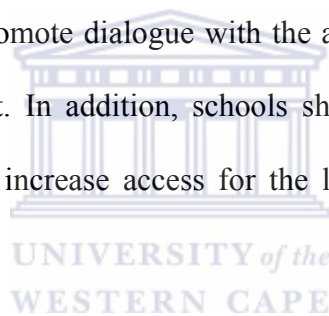 omote dialogue with the a
t. In addition, schools sh
increase access for the l
UNIVERSITY of the
WESTERN CAPE